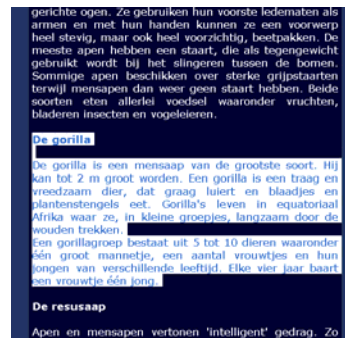 gerichte ogen. Ze gebruiken hun voorste ledematen als
armen en met hun handen kunnen ze een voorwerp
heel stevig, maar ook heel voorzichtig, beetpakken. De
meeste apen hebben een staart, die als tegengewicht
gebruikt wordt bij het slingeren tussen de bomen.
Sommige apen beschikken over sterke grijpstaarten
terwijl mensapen dan weer geen staart hebben. Beide
soorten eten allerlei voedsel waaronder vruchten,
bladeren insecten en vogeleieren.
De gorilla
De gorilla is een mensaap van de grootste soort. Hij
kan tot 2 m groot worden. Een gorilla is een traag en
vreedzaam dier, dat graag luiert en blaadjes en
plantenstengels eet. Gorilla's leven in equatoriaal
Afrika waar ze, in kleine groepjes, langzaam door de
wouden trekken.
Een gorillagroep bestaat uit 5 tot 10 dieren waaronder
één groot mannetje, een aantal vrouwtjes en hun
jongen van verschillende leeftijd. Elke vier jaar baart
een vrouwtje één jong.
De resusaap
Apen en mensapen vertonen 'intelligent' gedrag. Zo